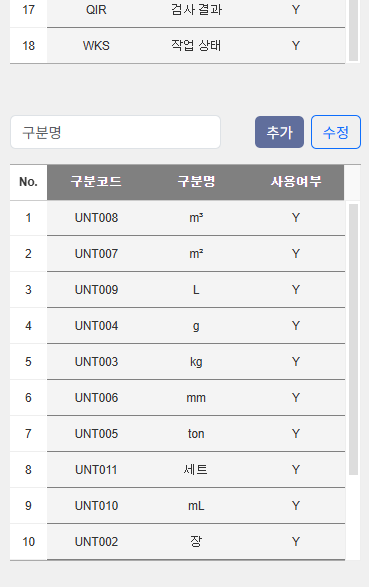 17 QIR 검사 결과 Y
18 WKS 작업 상태 Y
구분명 추가 수정
No. 구분코드 구분명 사용여부
1 UNT008 m³ Y
2 UNT007 m² Y
3 UNT009 L Y
4 UNT004 g Y
5 UNT003 kg Y
6 UNT006 mm Y
7 UNT005 ton Y
8 UNT011 세트 Y
9 UNT010 mL Y
10 UNT002 장 Y